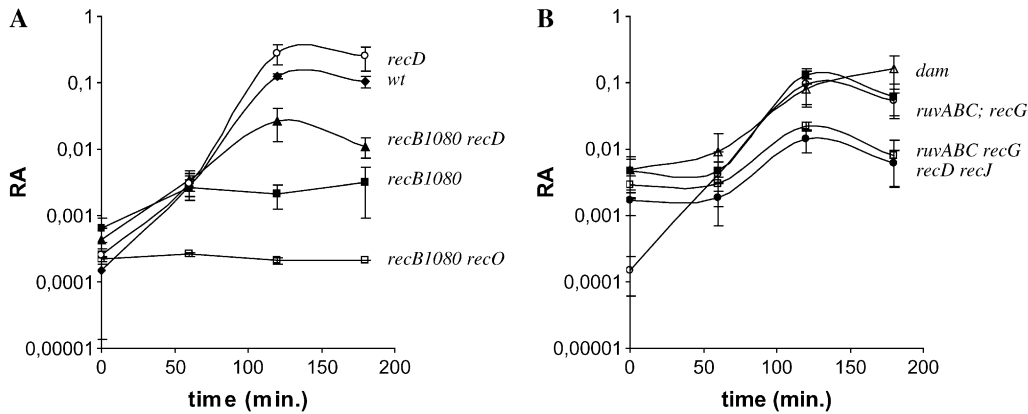 A
1
0,1
0,01
0,001
0,0001
0,00001
RA
0 50 100 150 200
time (min.)
recD
wt
recB1080 recD
recB1080
recB1080 recO
B
1
0,1
0,01
0,001
0,0001
0,00001
RA
0 50 100 150 200
time (min.)
dam
ruvABC; recG
ruvABC recG
recD recJ